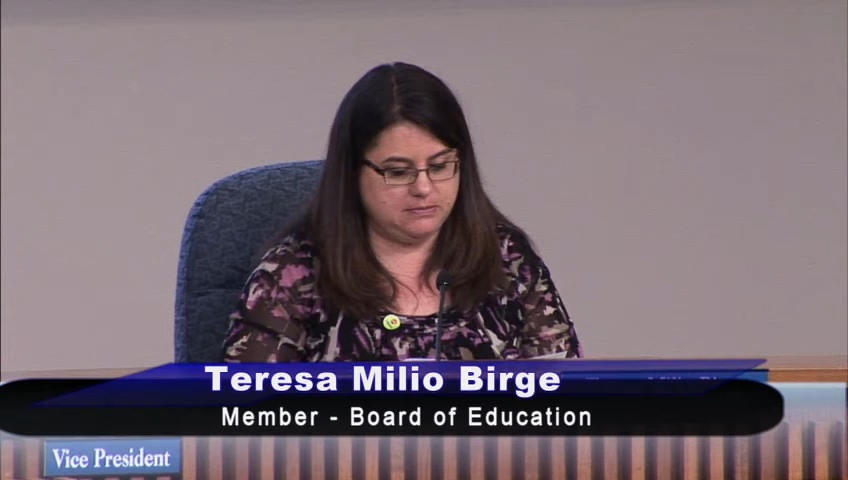 Teresa Milio Birge
Member - Board of Education
Vice President